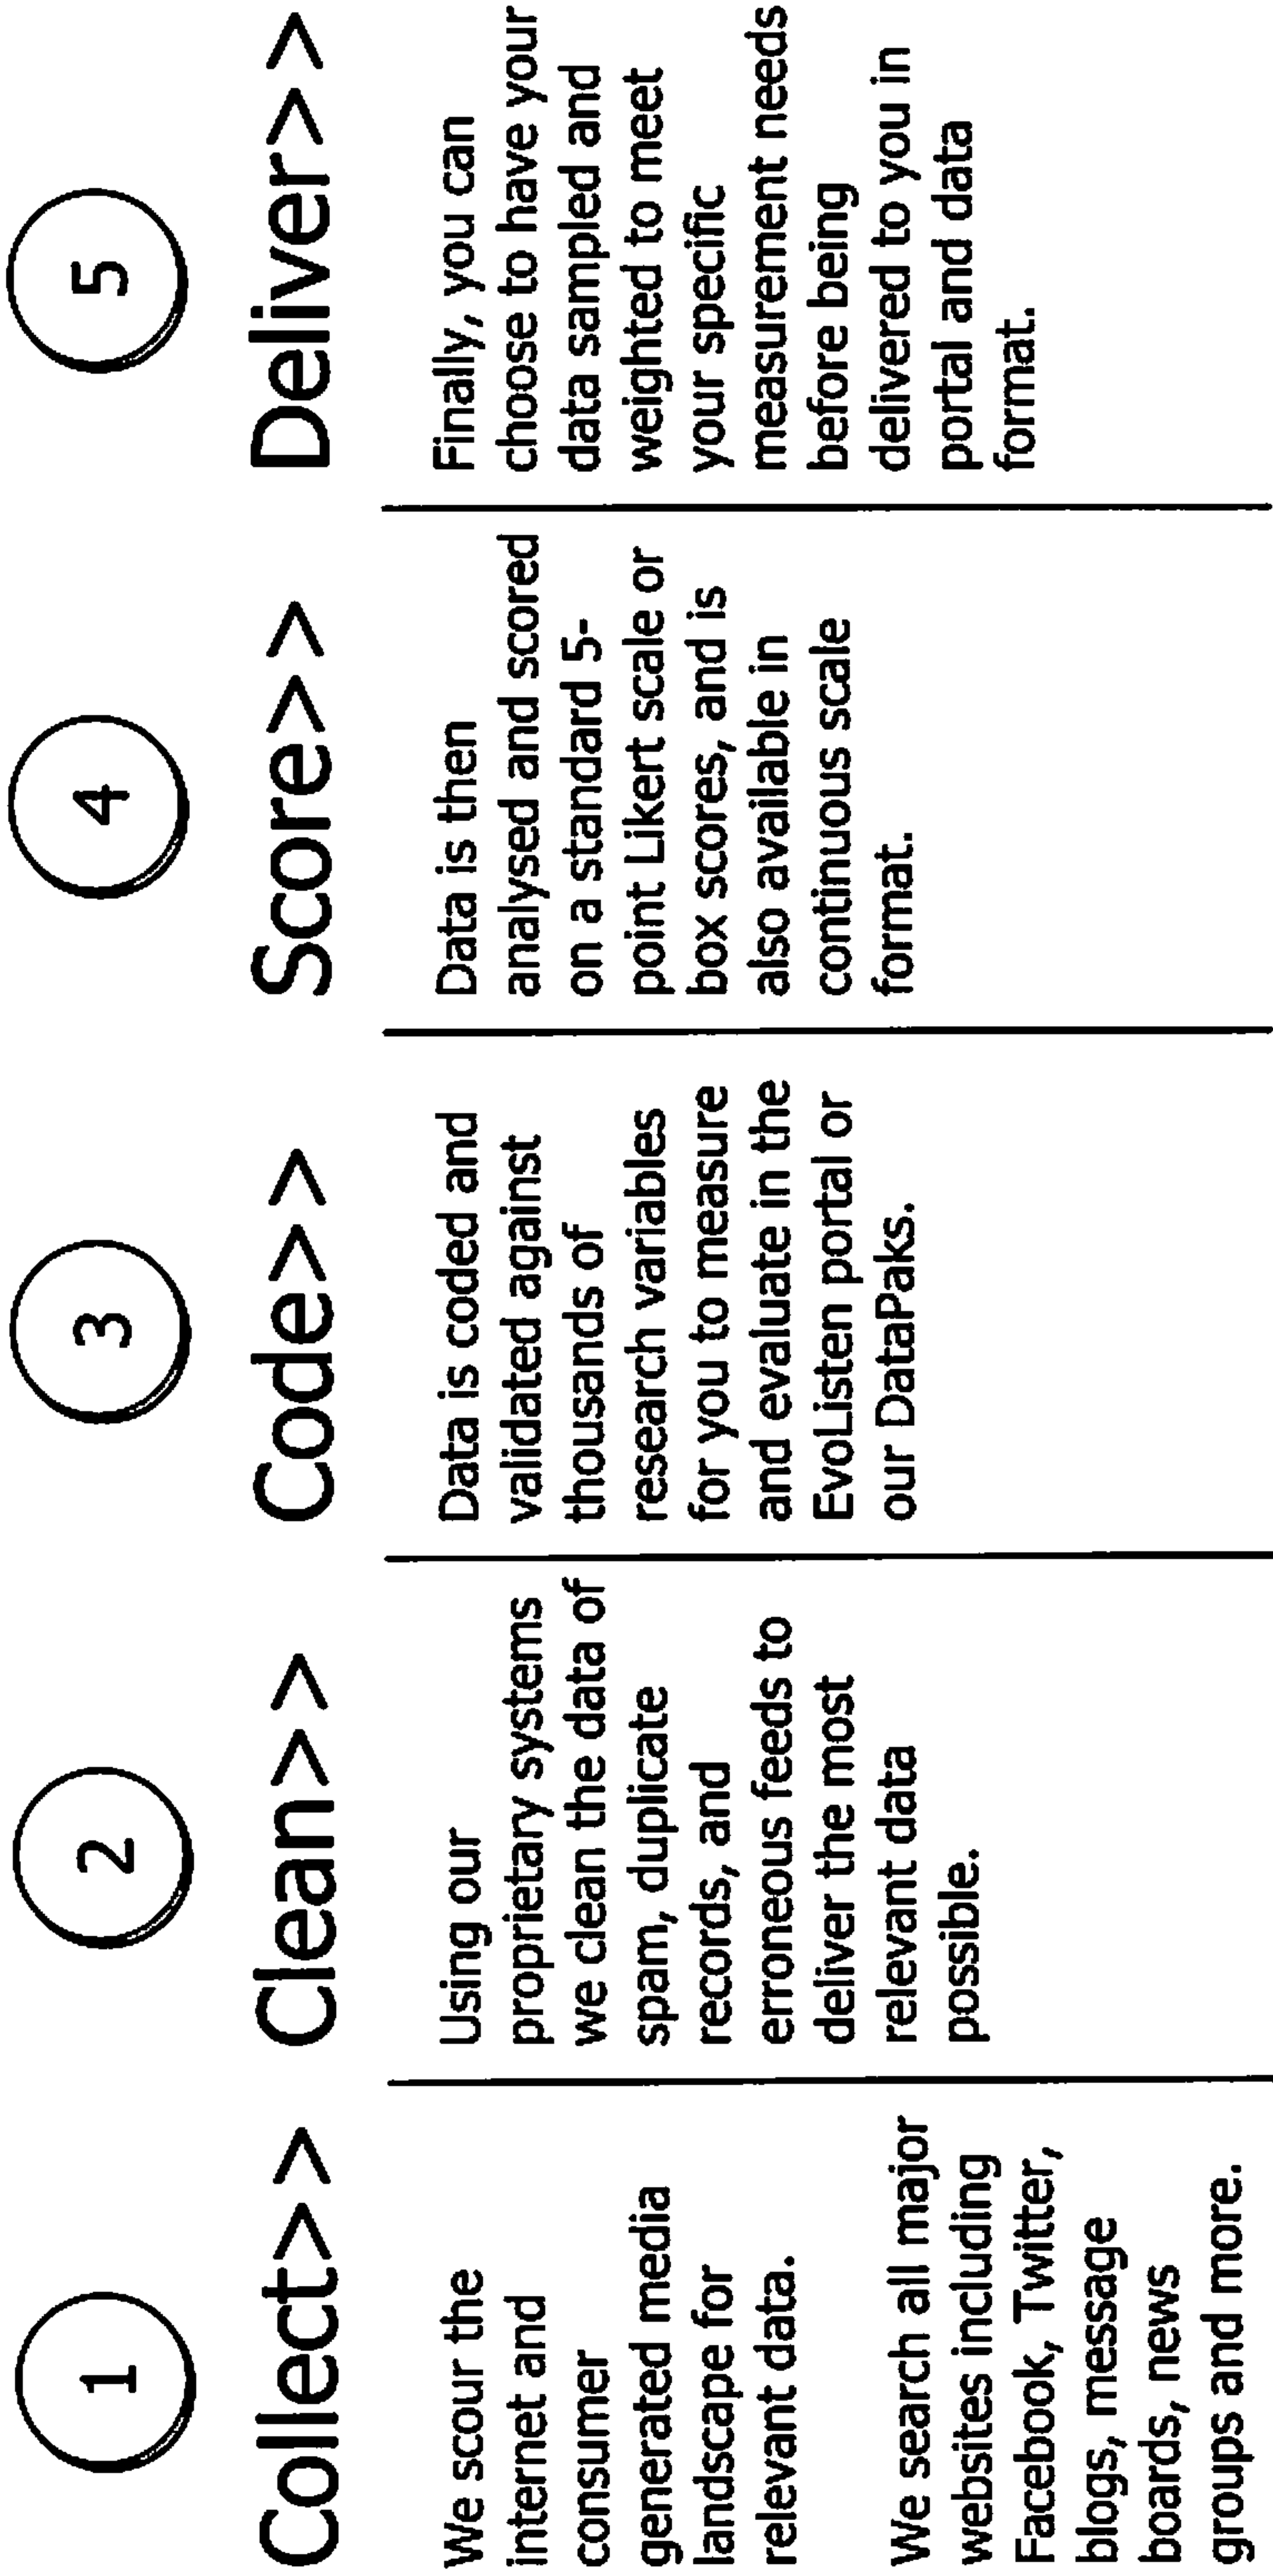 1
Collect>>
We scour the
internet and
consumer
generated media
landscape for
relevant data.
We search all major
websites including
Facebook, Twitter,
blogs, message
boards, news
groups and more.
2
Clean>>
Using our
proprietary systems
we clean the data of
spam, duplicate
records, and
erroneous feeds to
deliver the most
relevant data
possible.
3
Code>>
Data is coded and
validated against
thousands of
research variables
for you to measure
and evaluate in the
EvoListen portal or
our DataPaks.
4
Score>>
Data is then
analysed and scored
on a standard 5-
point Likert scale or
box scores, and is
also available in
continuous scale
format.
5
Deliver>>
Finally, you can
choose to have your
data sampled and
weighted to meet
your specific
measurement needs
before being
delivered to you in
portal and data
format.